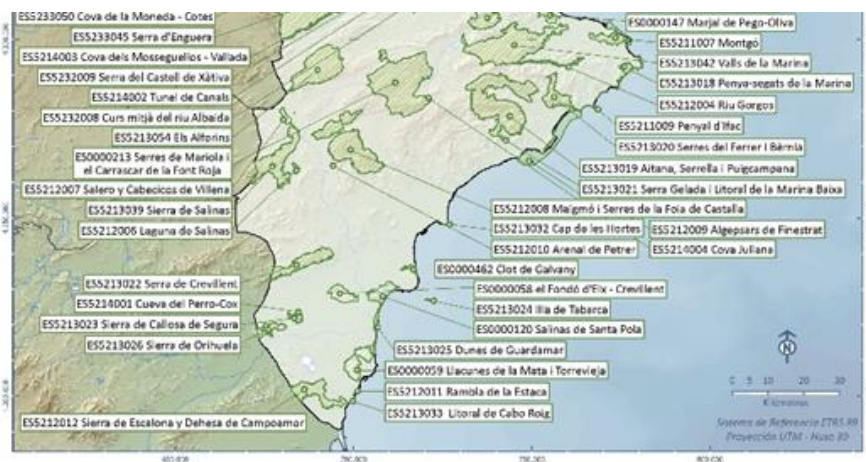 ES5233050 Cova de la Moneda - Cotes
ES5233045 Serra d'Enguera
ES5214003 Cova dels Mosseguellos - Vallada
ES5232009 Serra del Castell de Xàtiva
ES5214002 Tunel de Canals
ES5232008 Curs mitjà del riu Albaida
ES5213054 Els Alforins
ES0000213 Serres de Mariola i
el Carrascar de la Font Roja
ES5212007 Salero y Cabecicos de Villena
ES5213039 Sierra de Salinas
ES5212006 Laguna de Salinas
ES5213022 Serra de Crevillent
ES5214001 Cueva del Perro-Cox
ES5213023 Sierra de Callosa de Segura
ES5213026 Sierra de Orihuela
ES5212012 Sierra de Escalona y Dehesa de Campoamor
ES0000147 Marjal de Pego-Oliva
ES5211007 Montgó
ES5213042 Valls de la Marina
ES5213018 Penya-segats de la Marina
ES5212004 Riu Gorgos
ES5211009 Penyal d'Ifac
ES5213020 Serres del Ferrer i Bèrnia
ES5213019 Aitana, Serrella i Puigcampana
ES5213021 Serra Gelada i Litoral de la Marina Baixa
ES5212008 Maigmó i Serres de la Foia de Castalla
ES5213032 Cap de les Hortes
ES5212009 Algepsars de Finestrat
ES5212010 Arenal de Petrer
ES5214004 Cova Juliana
ES0000462 Clot de Galvany
ES0000058 el Fondó d'Elx - Crevillent
ES5213024 Illa de Tabarca
ES0000120 Salinas de Santa Pola
ES5213025 Dunes de Guardamar
ES0000059 Llacunes de la Mata i Torrevieja
ES5212011 Rambla de la Estaca
ES5213033 Litoral de Cabo Roig
N
0 5 10 20 30
Kilómetros
Sistema de Referencia ETRS 89
Proyección UTM - Huso 30
700.000
750.000
800.000